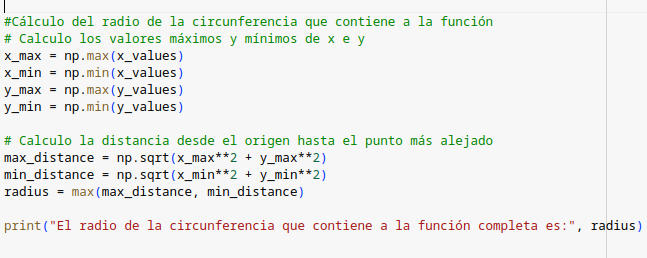 #Cálculo del radio de la circunferencia que contiene a la función
# Calculo los valores máximos y mínimos de x e y
x_max = np.max(x_values)
x_min = np.min(x_values)
y_max = np.max(y_values)
y_min = np.min(y_values)
# Calculo la distancia desde el origen hasta el punto más alejado
max_distance = np.sqrt(x_max**2 + y_max**2)
min_distance = np.sqrt(x_min**2 + y_min**2)
radius = max(max_distance, min_distance)
print("El radio de la circunferencia que contiene a la función completa es:", radius)